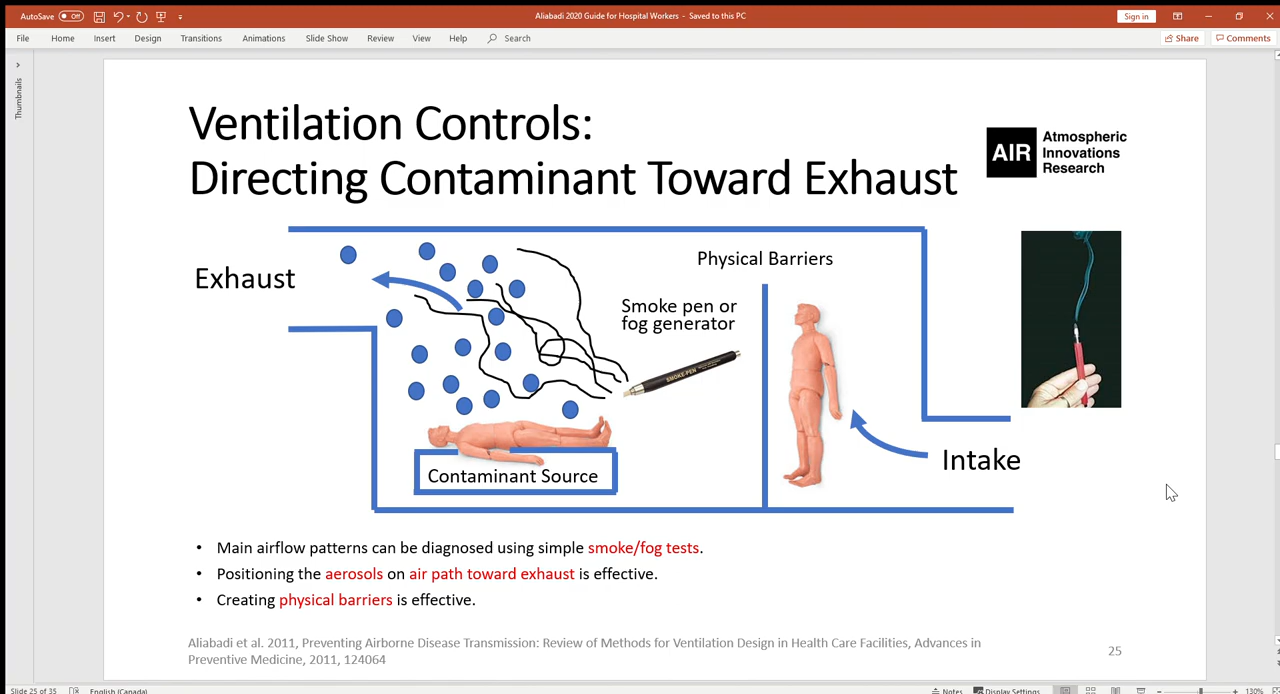 AutoSave Off
Aliabadi 2020 Guide for Hospital Workers - Saved to this PC
Sign in
File Home Insert Design Transitions Animations Slide Show Review View Help Search
Share Comments
Thumbnails
Ventilation Controls:
Directing Contaminant Toward Exhaust
AIR
Atmospheric
Innovations
Research
Exhaust
Physical Barriers
Smoke pen or
fog generator
SMOKE-PEN
Contaminant Source
Intake
• Main airflow patterns can be diagnosed using simple smoke/fog tests.
• Positioning the aerosols on air path toward exhaust is effective.
• Creating physical barriers is effective.
Aliabadi et al. 2011, Preventing Airborne Disease Transmission: Review of Methods for Ventilation Design in Health Care Facilities, Advances in
Preventive Medicine, 2011, 124064
25
Slide 25 of 35 English (Canada) Notes Display Settings 130%